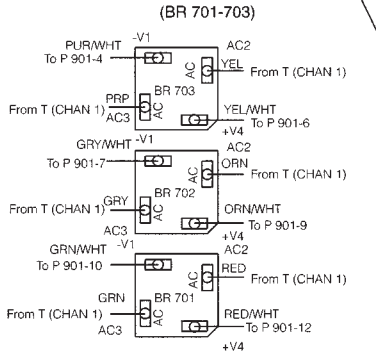 (BR 701-703)
PUR/WHT -V1 AC2
To P 901-4 YEL
AC From T (CHAN 1)
PRP BR 703
From T (CHAN 1) AC
AC3 YEL/WHT
To P 901-6
+V4
GRY/WHT -V1 AC2
To P 901-7 ORN
AC From T (CHAN 1)
GRY BR 702
From T (CHAN 1) AC
ORN/WHT
AC3 To P 901-9
+V4
GRN/WHT -V1 AC2
To P 901-10 RED
AC From T (CHAN 1)
GRN BR 701
From T (CHAN 1) AC
AC3 RED/WHT
To P 901-12
+V4